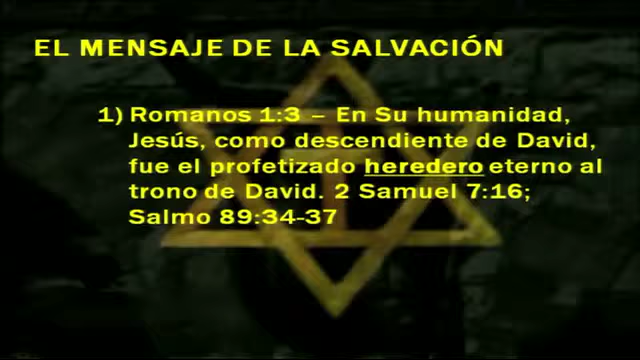 EL MENSAJE DE LA SALVACIÓN
1) Romanos 1:3 – En Su humanidad,
Jesús, como descendiente de David,
fue el profetizado heredero eterno al
trono de David. 2 Samuel 7:16;
Salmo 89:34-37